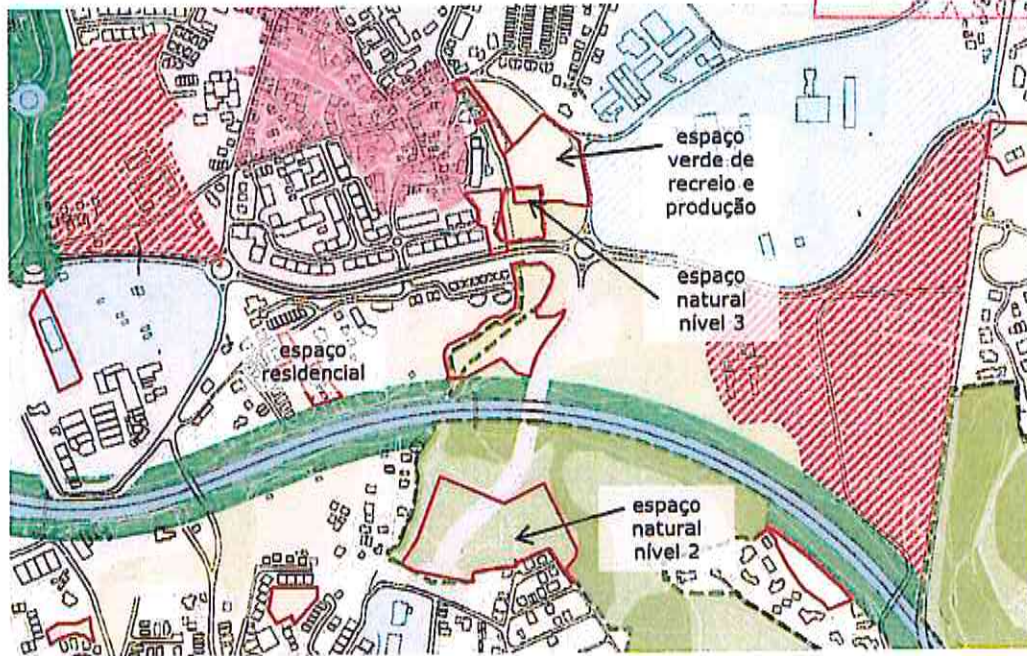 espaço
verde de
recreio e
produção
espaço
natural
nível 3
espaço
residencial
espaço
natural
nível 2